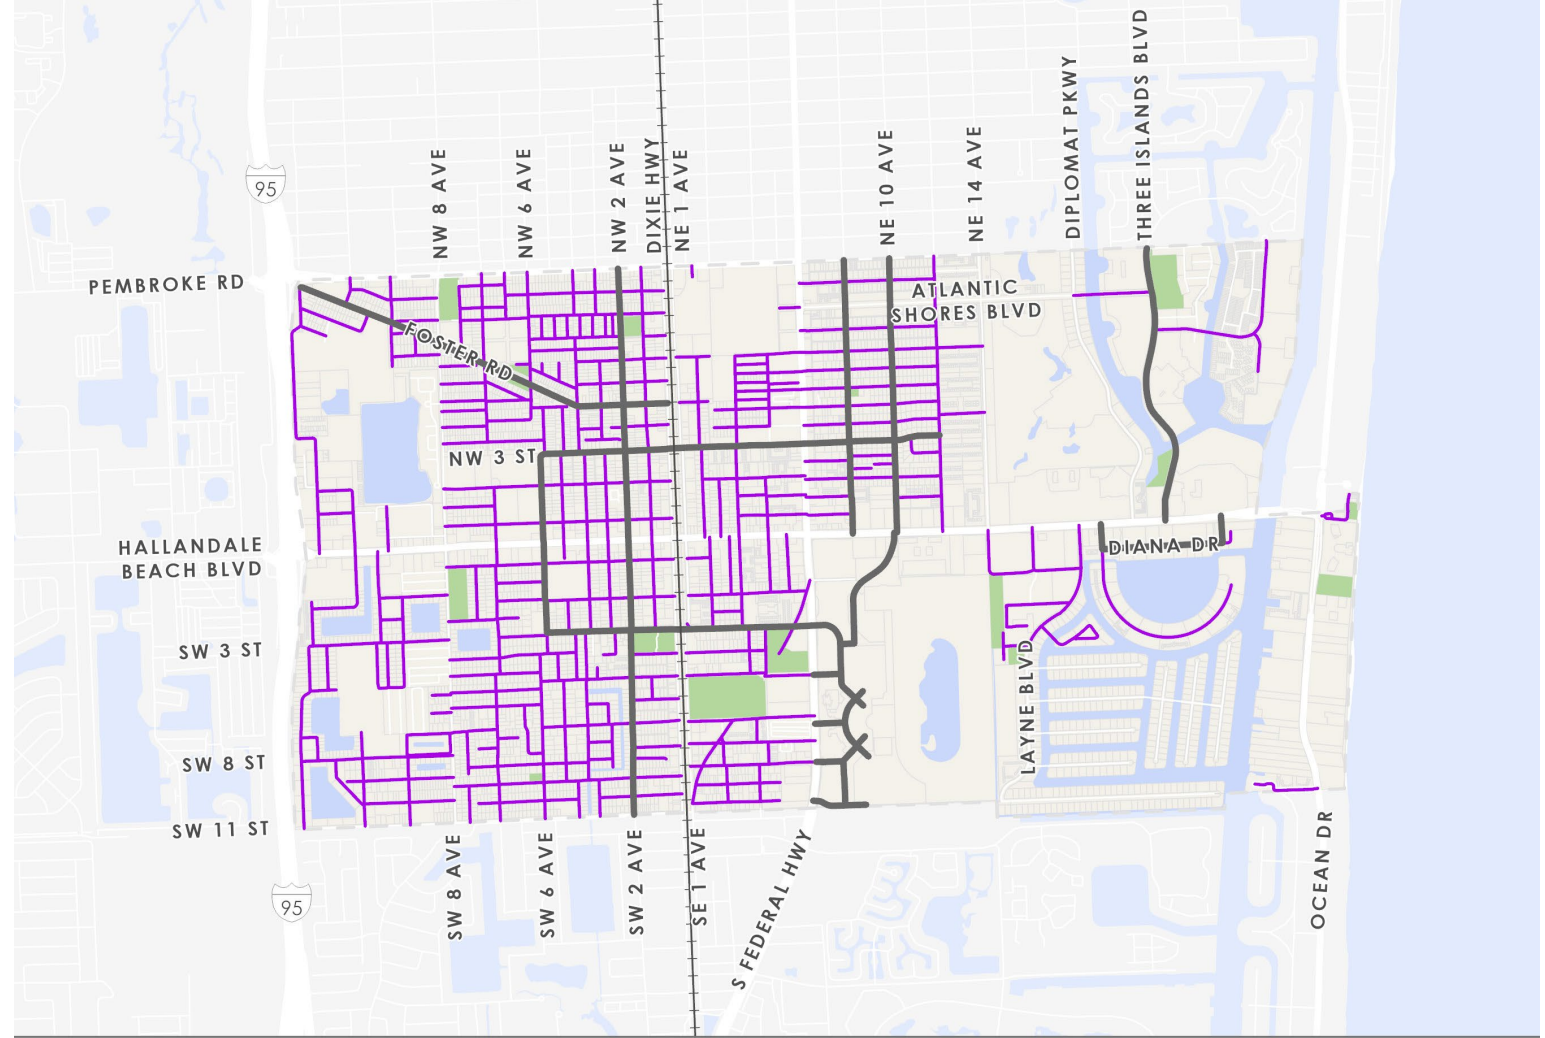 THREE ISLANDS BLVD
DIPLOMAT PKWY
NE 14 AVE
NE 10 AVE
NE 1 AVE
DIXIE HWY
NW 2 AVE
NW 6 AVE
NW 8 AVE
95
PEMBROKE RD
ATLANTIC
SHORES BLVD
FOSTER RD
NW 3 ST
HALLANDALE
BEACH BLVD
DIANA DR
SW 3 ST
LAYNE BLVD
SW 8 ST
SW 11 ST
95
SW 8 AVE
SW 6 AVE
SW 2 AVE
SE 1 AVE
S FEDERAL HWY
OCEAN DR